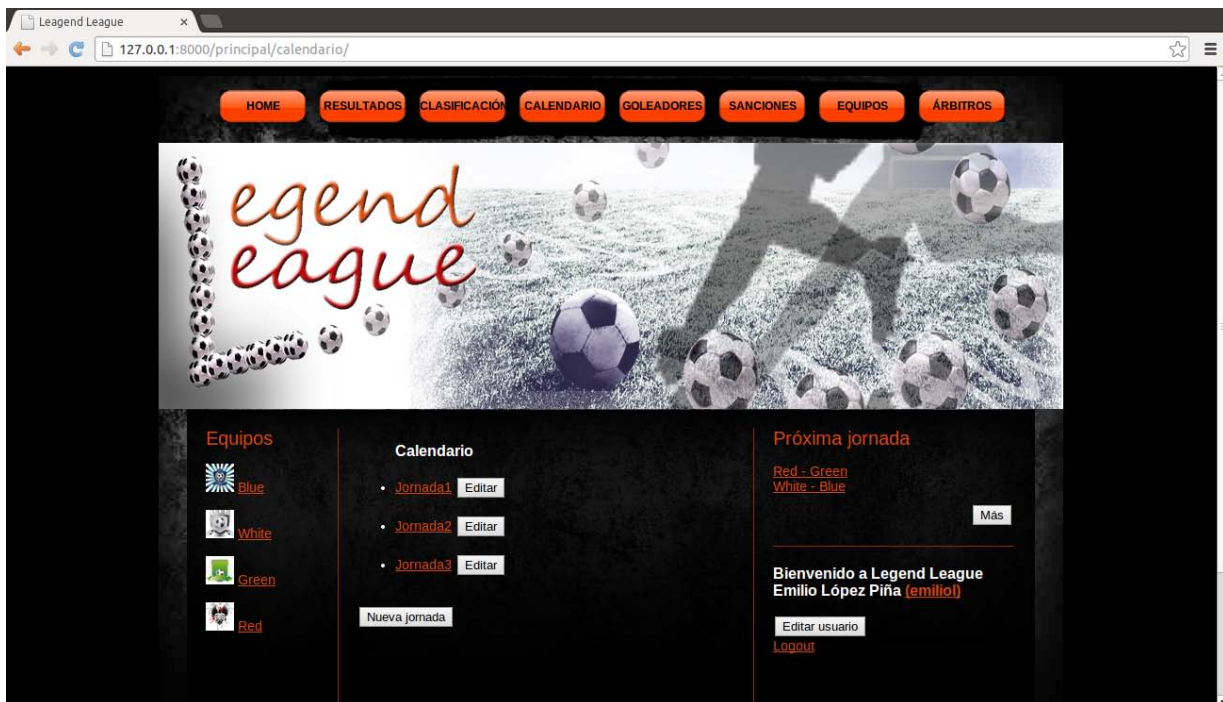 Leagend League
127.0.0.1:8000/principal/calendario/
HOME RESULTADOS CLASIFICACIÓN CALENDARIO GOLEADORES SANCIONES EQUIPOS ÁRBITROS
egend
eague
Equipos
Blue
White
Green
Red
Calendario
Jornada1 Editar
Jornada2 Editar
Jornada3 Editar
Nueva jornada
Próxima jornada
Red - Green
White - Blue
Más
Bienvenido a Legend League
Emilio López Piña (emiliol)
Editar usuario
Logout